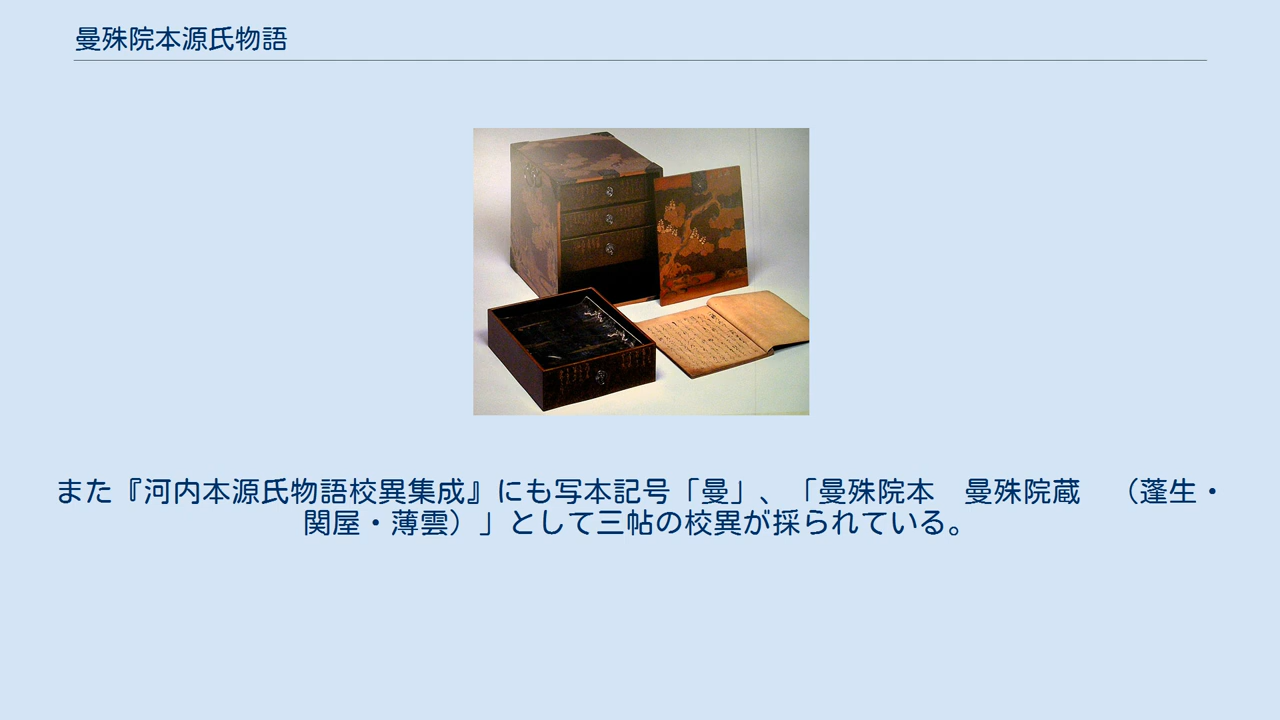 曼殊院本源氏物語
また『河内本源氏物語校異集成』にも写本記号「曼」、「曼殊院本　曼殊院蔵　（蓬生・
関屋・薄雲）」として三帖の校異が採られている。